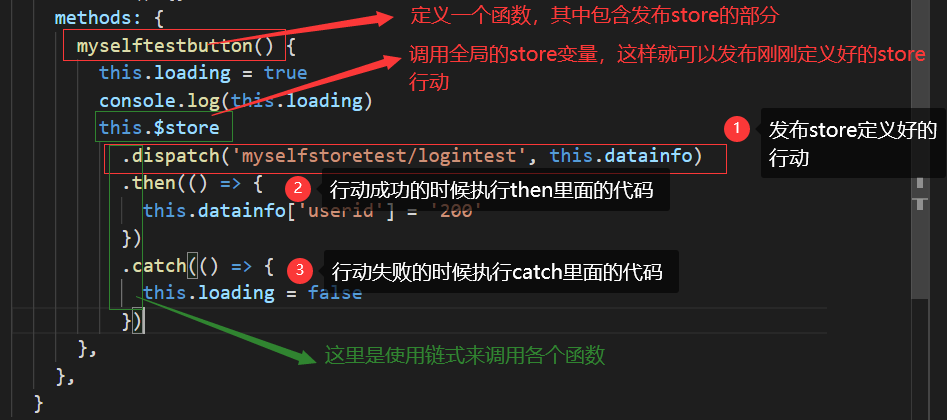 methods: {
定义一个函数，其中包含发布store的部分
myselftestbutton() {
调用全局的store变量，这样就可以发布刚刚定义好的store
行动
this.loading = true
console.log(this.loading)
this.$store
1
发布store定义好的
行动
.dispatch('myselfstoretest/logintest', this.datainfo)
.then(() => {
2
行动成功的时候执行then里面的代码
this.datainfo['userid'] = '200'
})
.catch(() => {
3
行动失败的时候执行catch里面的代码
this.loading = false
})
这里是使用链式来调用各个函数
},
},
}